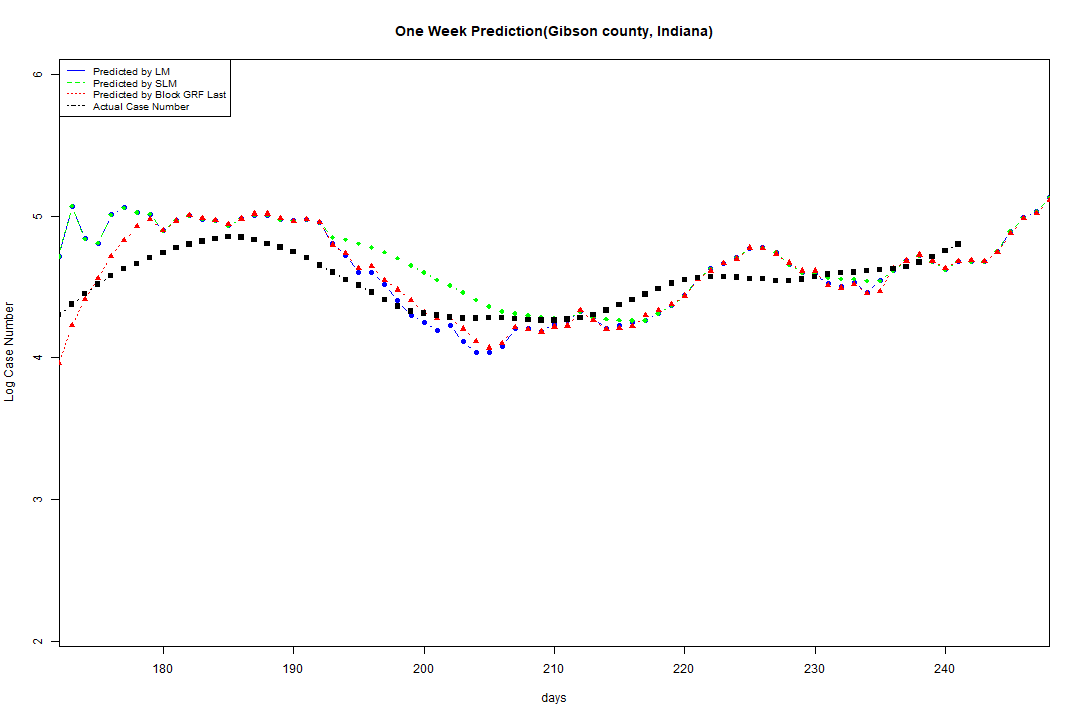 One Week Prediction(Gibson county, Indiana)
Predicted by LM
Predicted by SLM
Predicted by Block GRF Last
Actual Case Number
6
5
4
3
2
Log Case Number
180 190 200 210 220 230 240
days